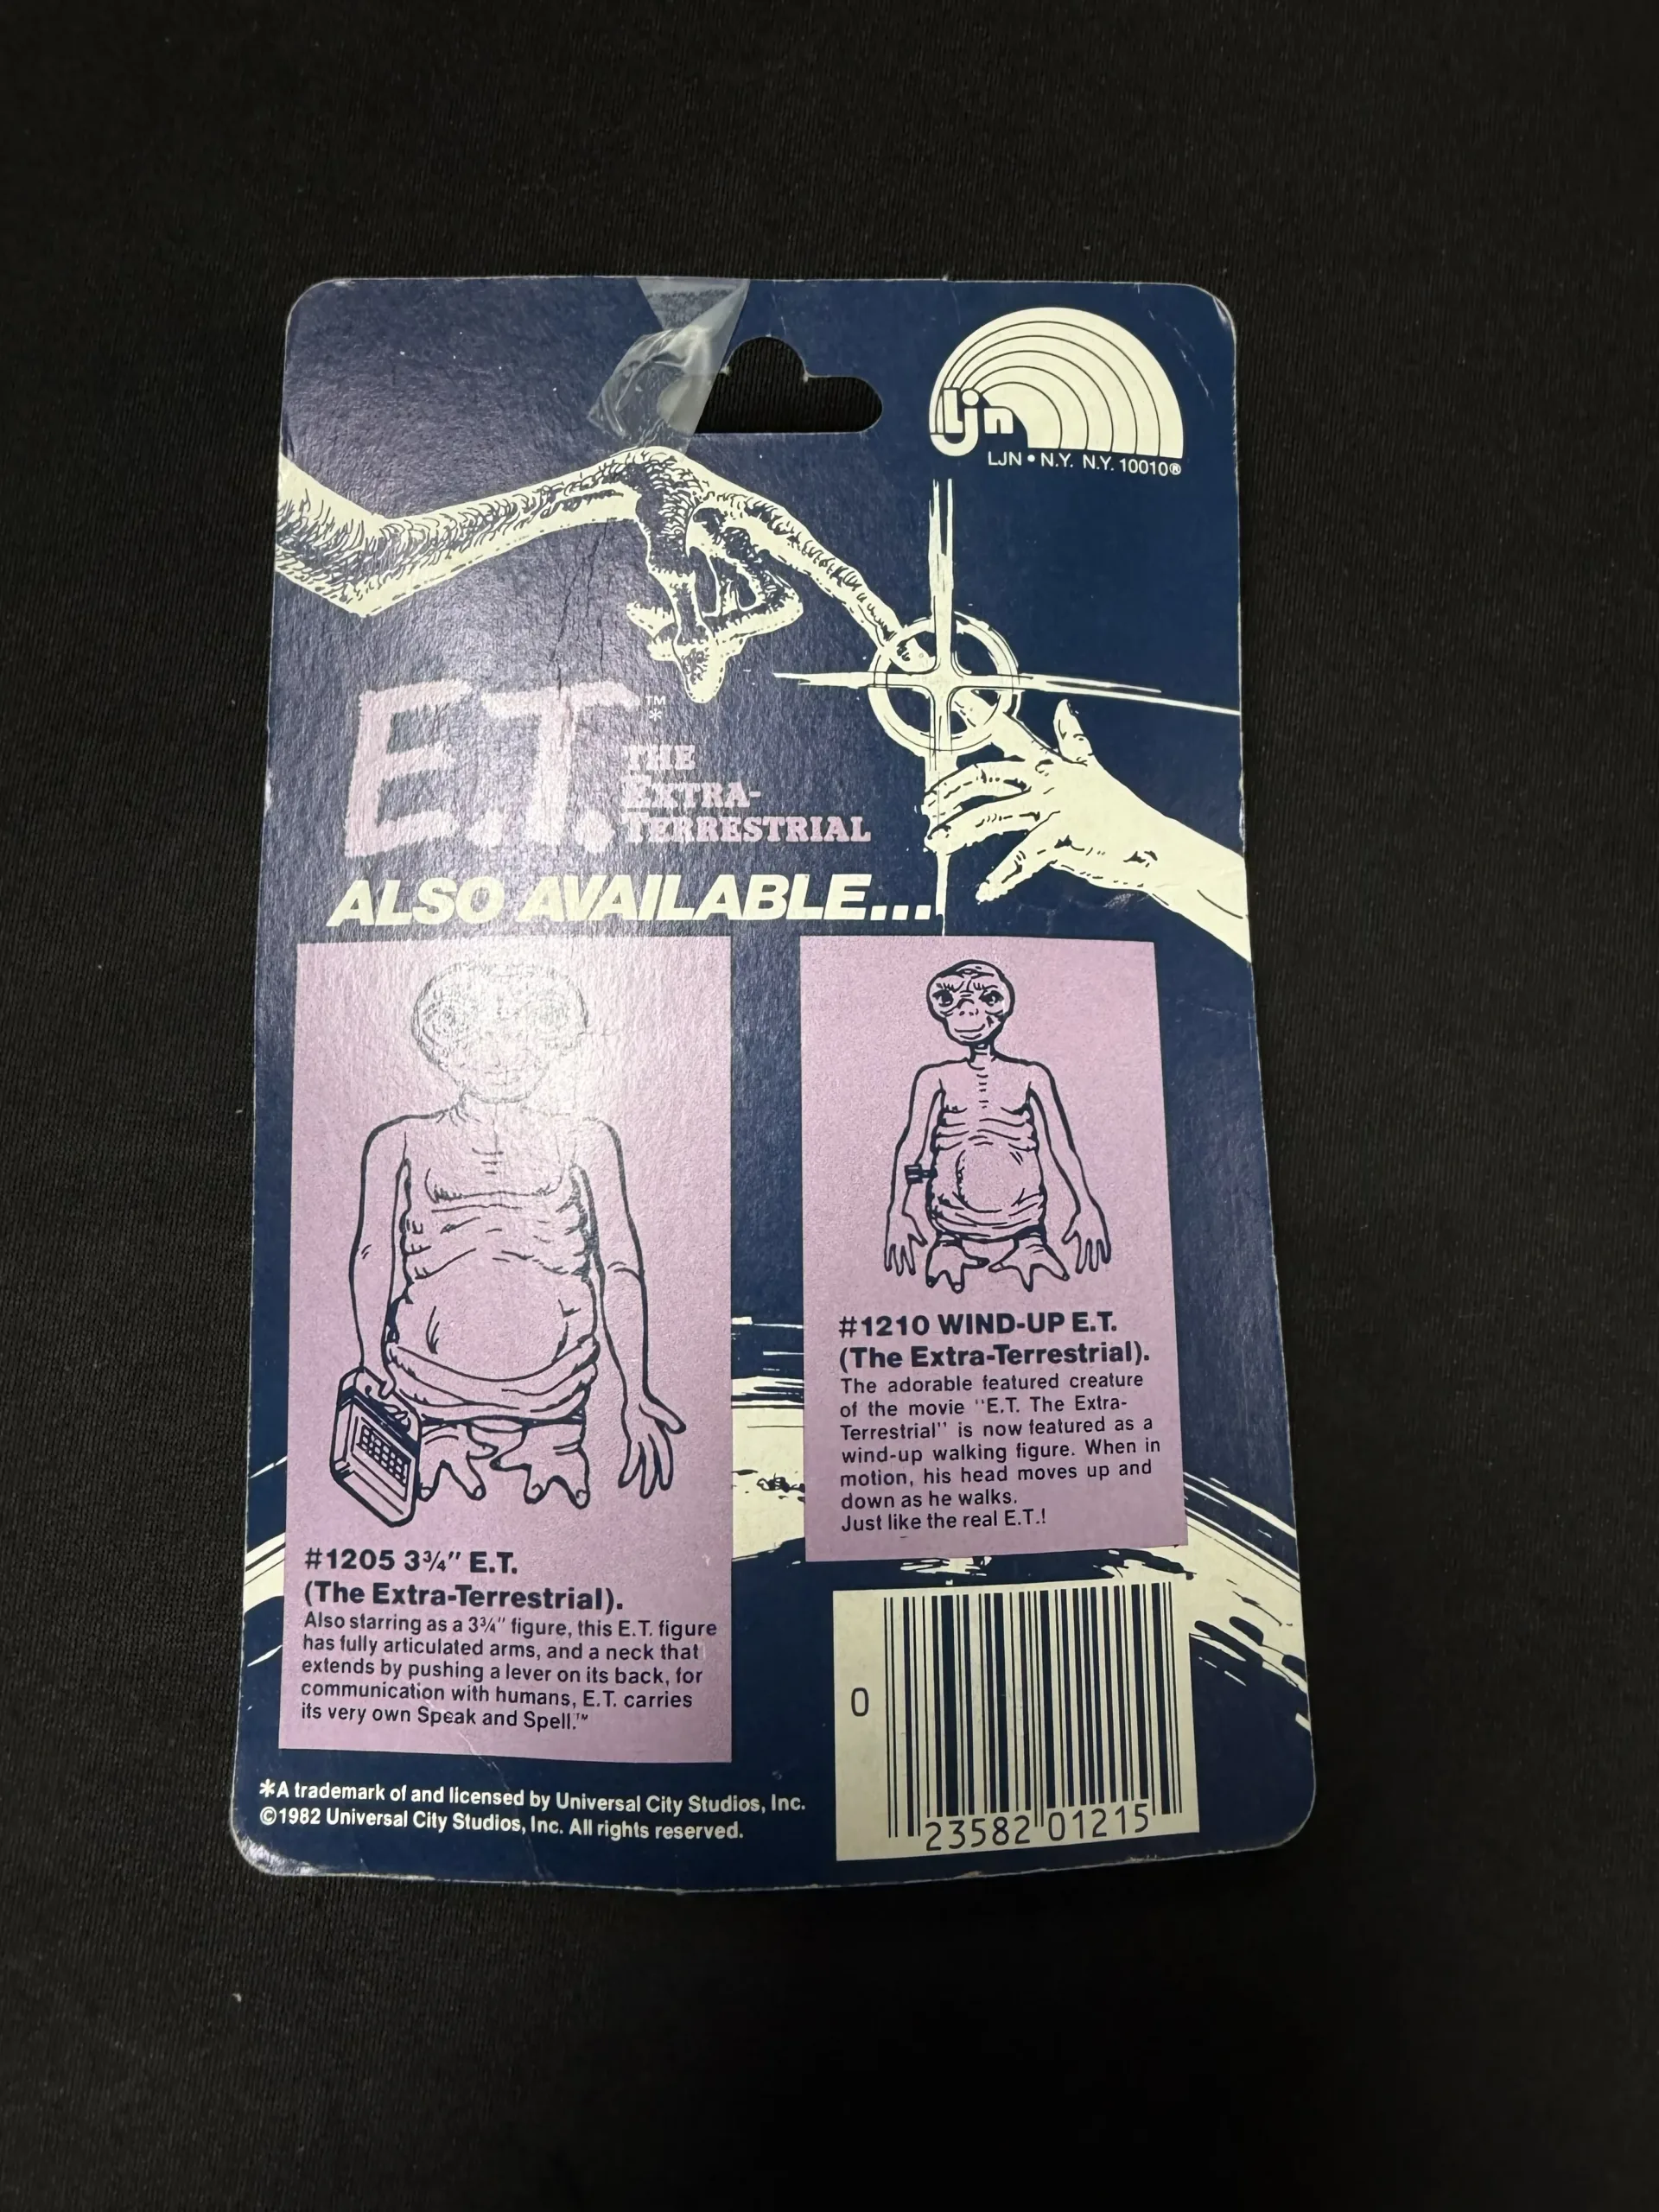 ljn
LJN • N.Y. N.Y. 10010®
E.T.™
*
THE
EXTRA-
TERRESTRIAL
ALSO AVAILABLE...
#1205 3¾" E.T.
(The Extra-Terrestrial).
Also starring as a 3¾" figure, this E.T. figure
has fully articulated arms, and a neck that
extends by pushing a lever on its back, for
communication with humans, E.T. carries
its very own Speak and Spell.™
#1210 WIND-UP E.T.
(The Extra-Terrestrial).
The adorable featured creature
of the movie "E.T. The Extra-
Terrestrial" is now featured as a
wind-up walking figure. When in
motion, his head moves up and
down as he walks.
Just like the real E.T.!
0
23582 01215
*A trademark of and licensed by Universal City Studios, Inc.
©1982 Universal City Studios, Inc. All rights reserved.